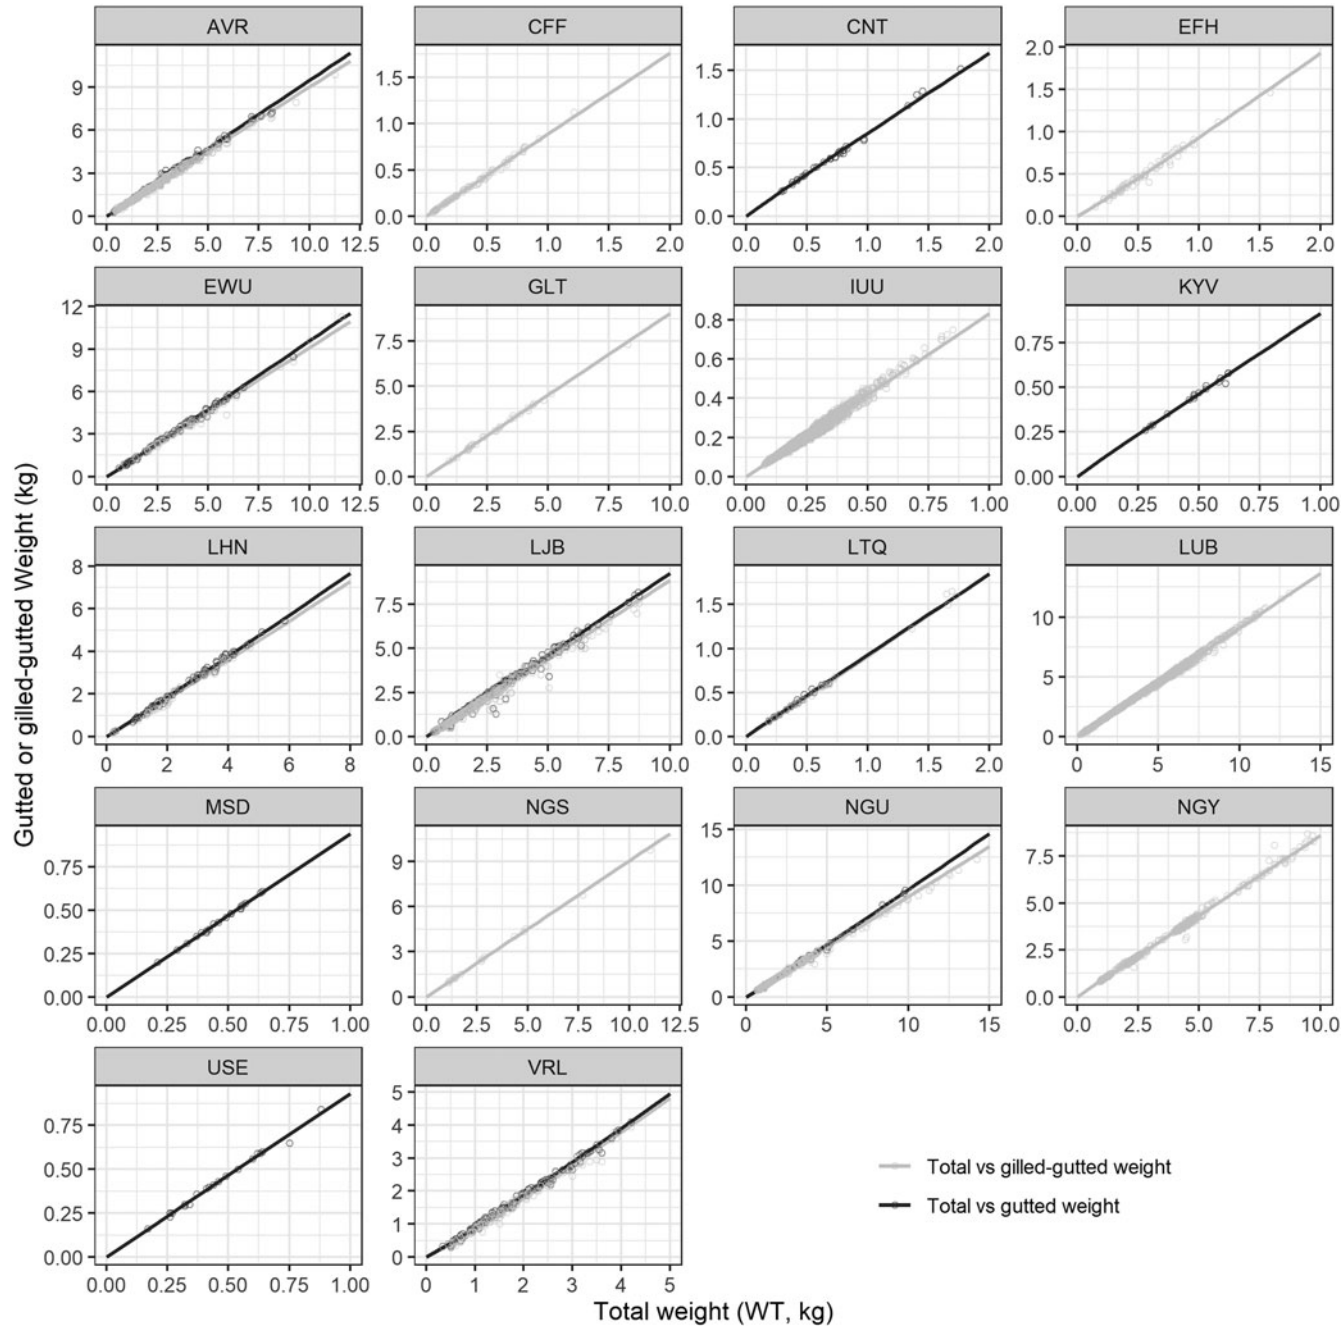 AVR CFF CNT EFH
9 1.5 1.5 2.0
6 1.0 1.0 1.5
3 0.5 0.5 1.0
0 0.0 0.0 0.5
0.0
0.0 2.5 5.0 7.5 10.0 12.5 0.0 0.5 1.0 1.5 2.0 0.0 0.5 1.0 1.5 2.0 0.0 0.5 1.0 1.5 2.0
EWU GLT IUU KYV
12 7.5 0.8 0.75
9 5.0 0.6 0.50
6 2.5 0.4 0.25
3 0.0 0.2 0.00
0 0.0
0.0 2.5 5.0 7.5 10.0 12.5 0.0 2.5 5.0 7.5 10.0 0.00 0.25 0.50 0.75 1.00 0.00 0.25 0.50 0.75 1.00
Gutted or gilled-gutted Weight (kg)
LHN LJB LTQ LUB
8 7.5 1.5 10
6 5.0 1.0 5
4 2.5 0.5 0
2 0.0 0.0
0
0 2 4 6 8 0.0 2.5 5.0 7.5 10.0 0.0 0.5 1.0 1.5 2.0 0 5 10 15
MSD NGS NGU NGY
0.75 9 15 7.5
0.50 6 10 5.0
0.25 3 5 2.5
0.00 0 0 0.0
0.00 0.25 0.50 0.75 1.00 0.0 2.5 5.0 7.5 10.0 12.5 0 5 10 15 0.0 2.5 5.0 7.5 10.0
USE VRL
0.75 5
0.50 4
0.25 3
0.00 2
1
0
0.00 0.25 0.50 0.75 1.00 0 1 2 3 4 5
Total vs gilled-gutted weight
Total vs gutted weight
Total weight (WT, kg)